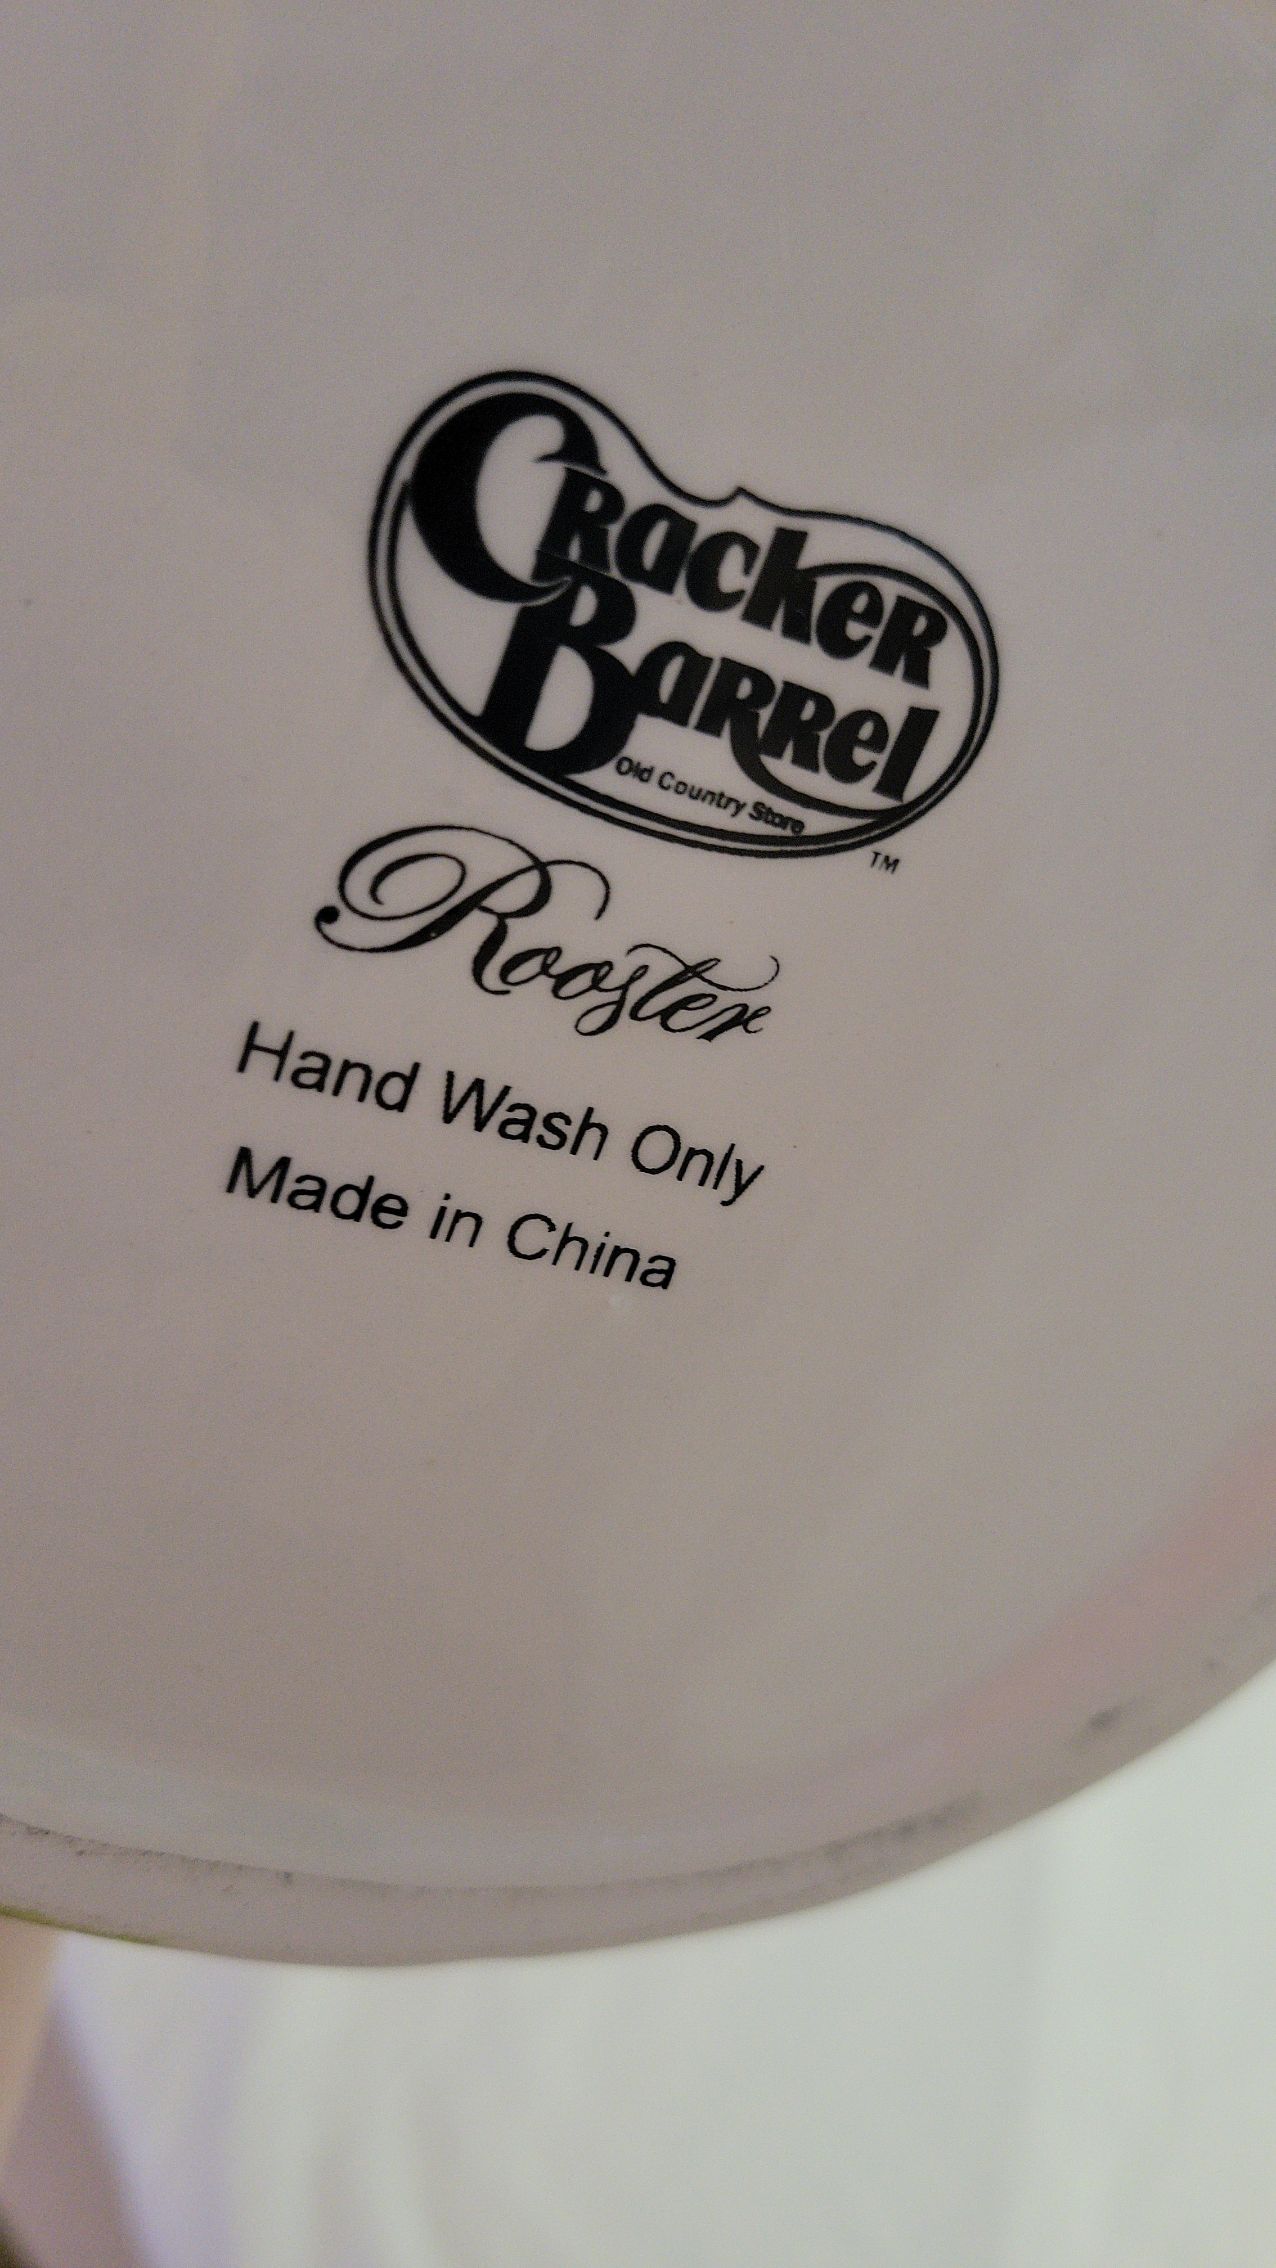 Cracker
Barrel
Old Country Store
TM
Rooster
Hand Wash Only
Made in China